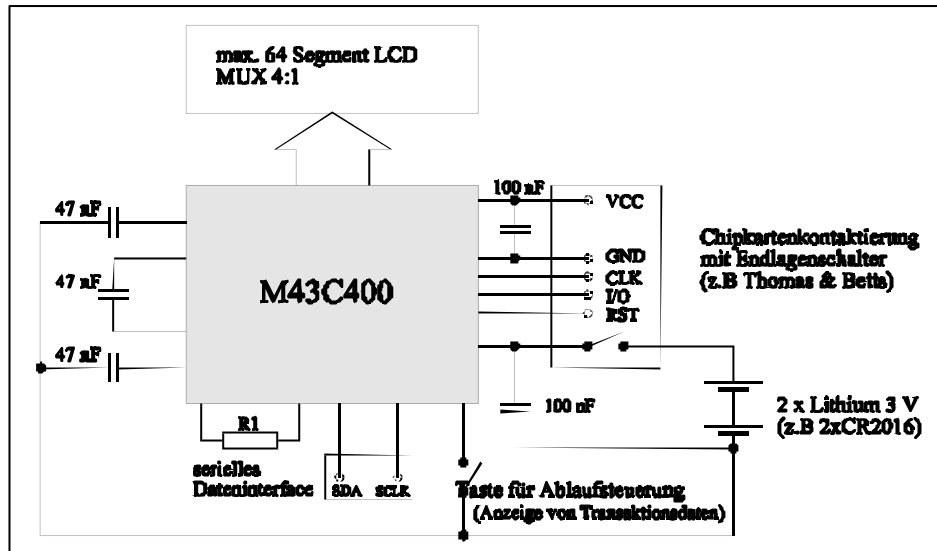 max. 64 Segment LCD
MUX 4:1
100 nF
47 nF
VCC
Chipkartenkontaktierung
mit Endlagenschalter
(z.B Thomas & Betts)
GND
CLK
I/O
RST
47 nF
M43C400
47 nF
100 nF
2 x Lithium 3 V
(z.B 2xCR2016)
R1
serielles
Dateninterface
SDA
SCLK
Taste für Ablaufsteuerung
(Anzeige von Transaktionsdaten)